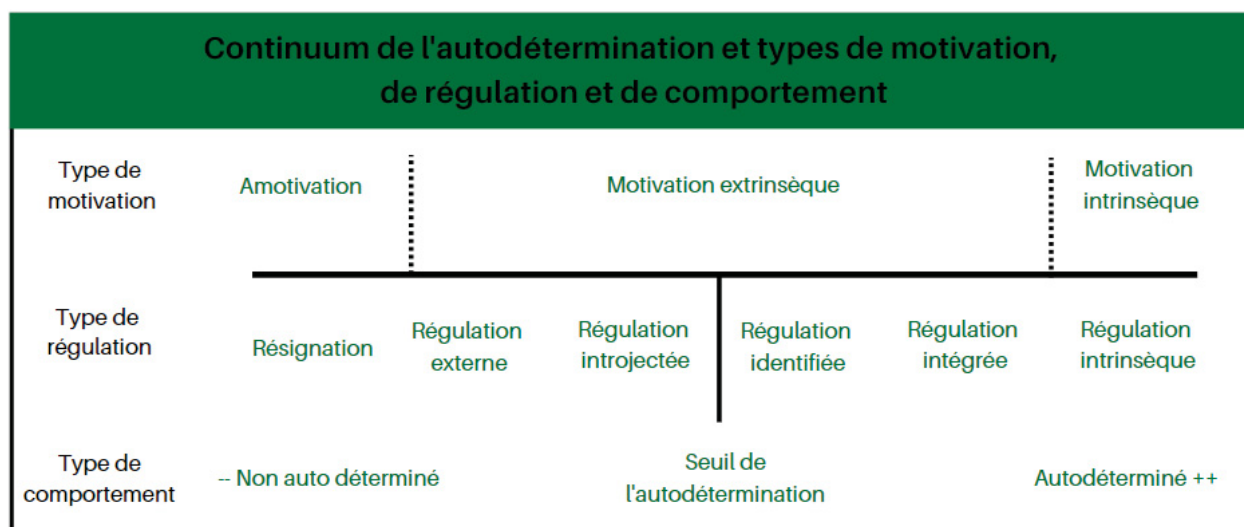 Continuum de l'autodétermination et types de motivation,
de régulation et de comportement
Type de
motivation
Amotivation
Motivation extrinsèque
Motivation
intrinsèque
Type de
régulation
Résignation
Régulation
externe
Régulation
introjectée
Régulation
identifiée
Régulation
intégrée
Régulation
intrinsèque
Type de
comportement
-- Non auto déterminé
Seuil de
l'autodétermination
Autodéterminé ++